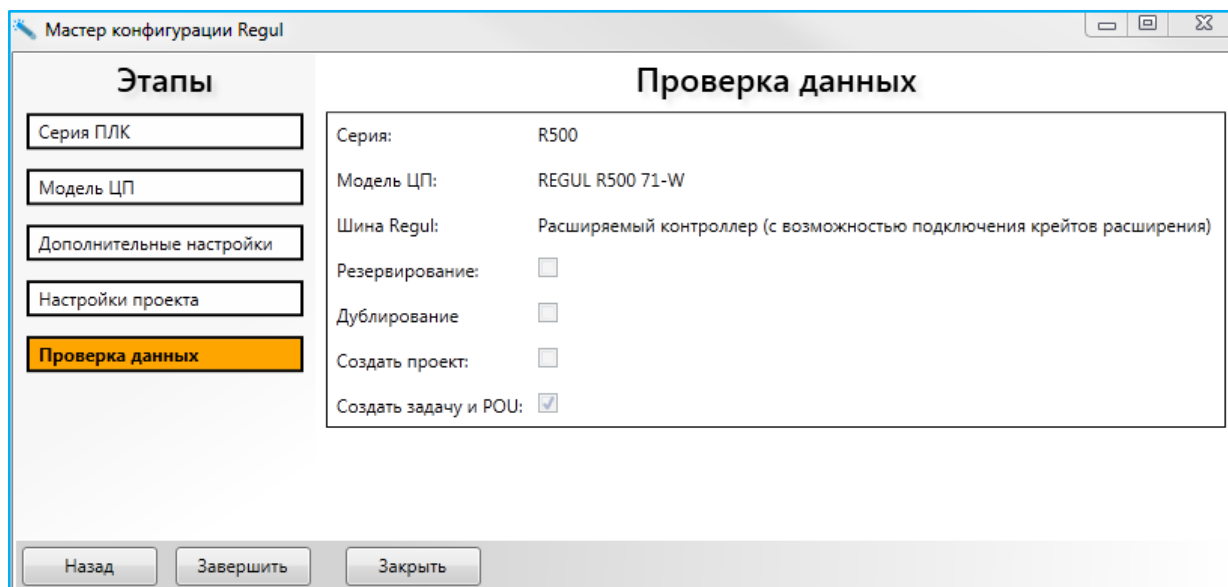 Мастер конфигурации Regul
Этапы
Серия ПЛК
Модель ЦП
Дополнительные настройки
Настройки проекта
Проверка данных
Проверка данных
Серия: R500
Модель ЦП: REGUL R500 71-W
Шина Regul: Расширяемый контроллер (с возможностью подключения крейтов расширения)
Резервирование:
Дублирование
Создать проект:
Создать задачу и POU:
Назад Завершить Закрыть